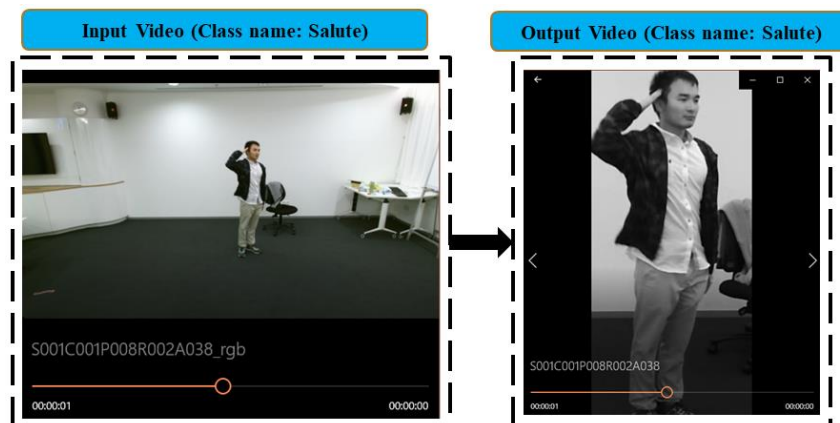 Input Video (Class name: Salute)
Output Video (Class name: Salute)
S001C001P008R002A038_rgb
00:00:01
00:00:00
S001C001P008R002A038
00:00:01
00:00:00